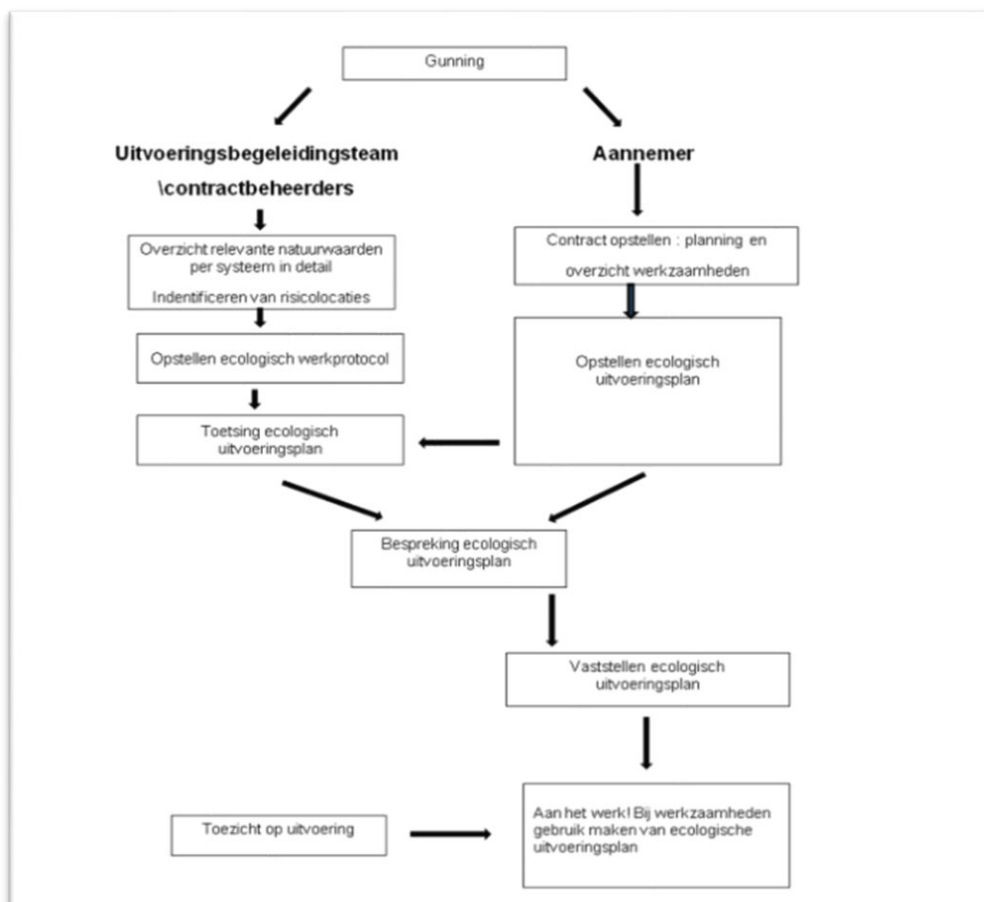 Gunning
Uitvoeringsbegeleidingsteam
\contractbeheerders
Aannemer
Overzicht relevante natuurwaarden
per systeem in detail
Indentificeren van risicolocaties
Contract opstellen : planning en
overzicht werkzaamheden
Opstellen ecologisch werkprotocol
Opstellen ecologisch
uitvoeringsplan
Toetsing ecologisch
uitvoeringsplan
Bespreking ecologisch
uitvoeringsplan
Vaststellen ecologisch
uitvoeringsplan
Toezicht op uitvoering
Aan het werk! Bij werkzaamheden
gebruik maken van ecologische
uitvoeringsplan